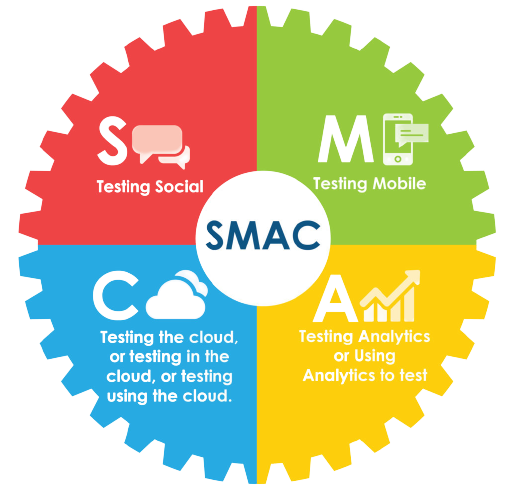 S
Testing Social
M
Testing Mobile
SMAC
C
Testing the cloud,
or testing in the
cloud, or testing
using the cloud.
A
Testing Analytics
or Using
Analytics to test